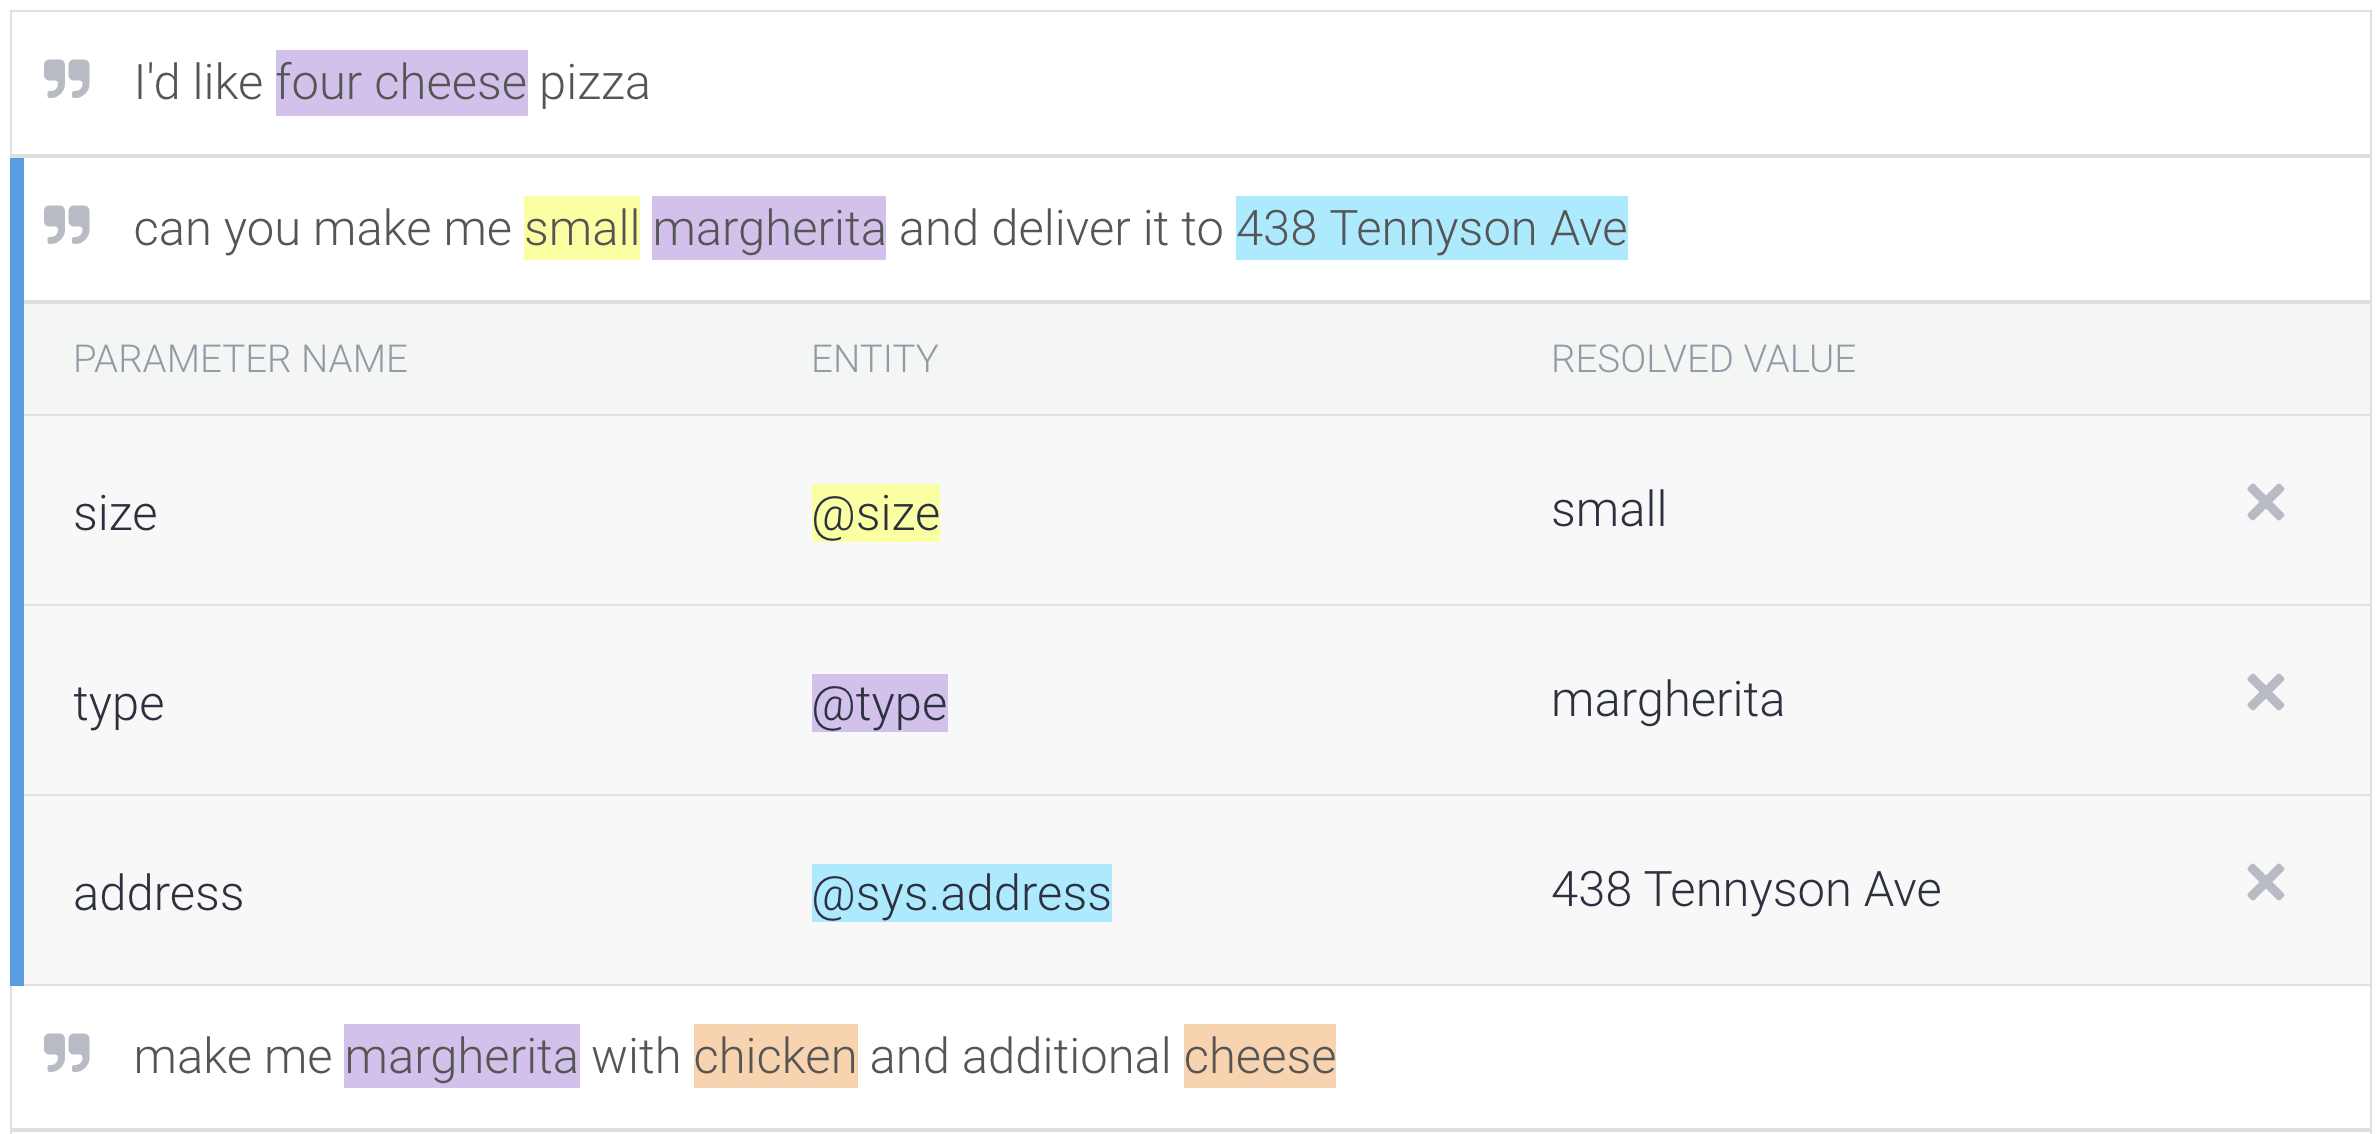 I'd like four cheese pizza
can you make me small margherita and deliver it to 438 Tennyson Ave
PARAMETER NAME ENTITY RESOLVED VALUE
size @size small
type @type margherita
address @sys.address 438 Tennyson Ave
make me margherita with chicken and additional cheese